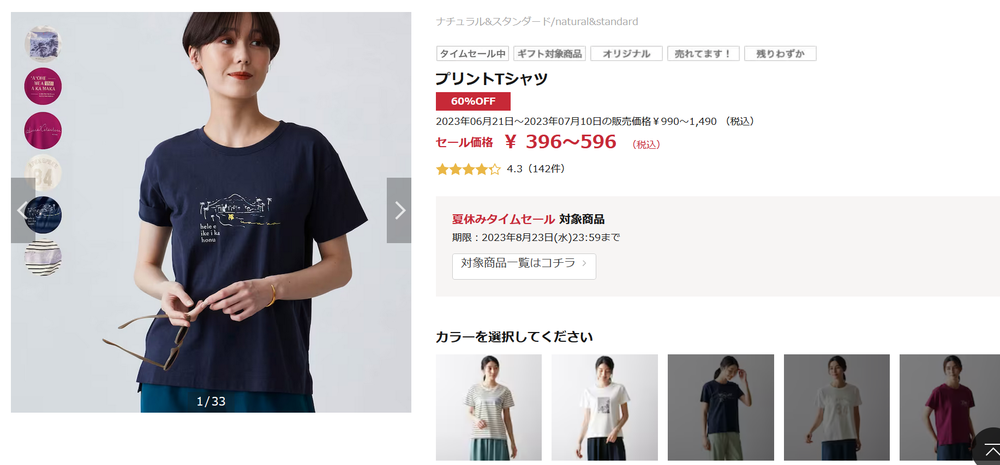 ナチュラル&スタンダード/natural&standard
タイムセール中
ギフト対象商品
オリジナル
売れてます！
残りわずか
プリントTシャツ
60%OFF
2023年06月21日～2023年07月10日の販売価格￥990～1,490 （税込）
セール価格 ￥ 396～596 （税込）
4.3（142件）
夏休みタイムセール 対象商品
期限：2023年8月23日(水)23:59まで
対象商品一覧はコチラ
カラーを選択してください
'A'OHE
MEA IMI
A KA MAKA
94
hele e
ike i ka
honu
1/33